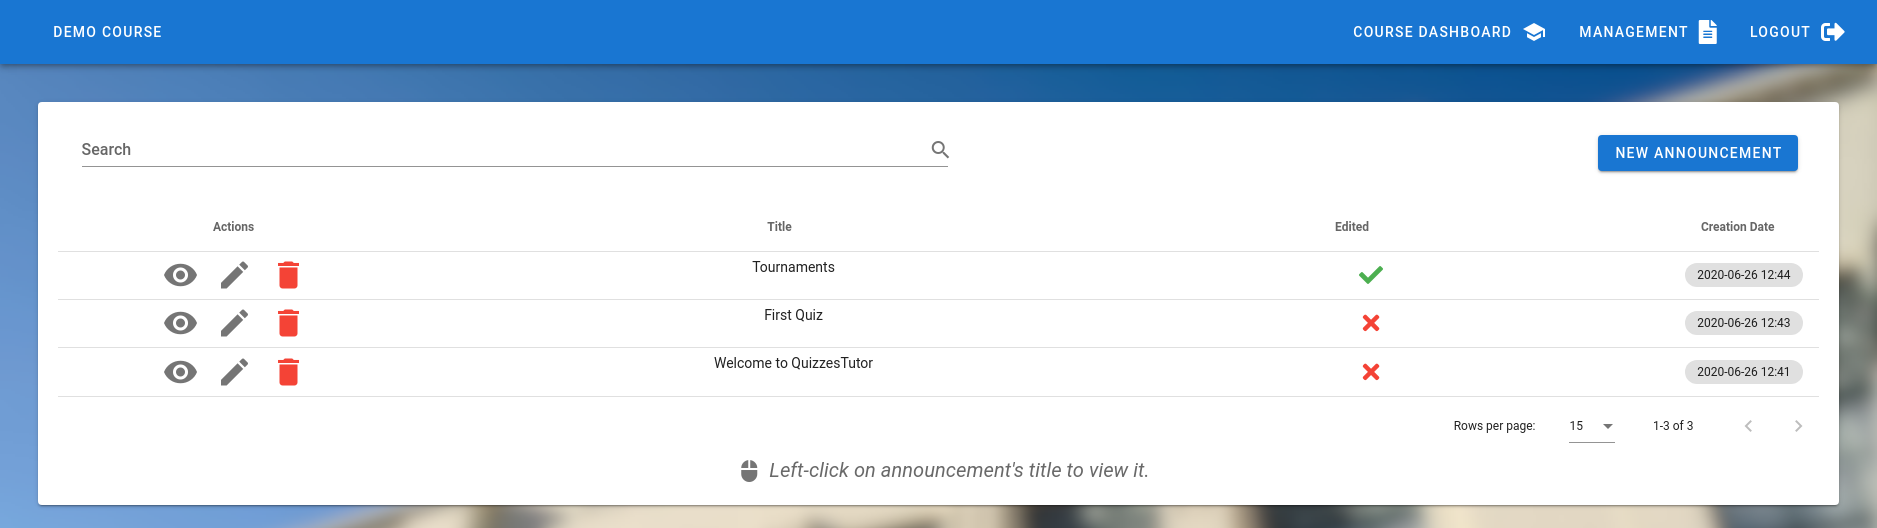 DEMO COURSE COURSE DASHBOARD MANAGEMENT LOGOUT
Search NEW ANNOUNCEMENT
Actions Title Edited Creation Date
Tournaments 2020-06-26 12:44
First Quiz 2020-06-26 12:43
Welcome to QuizzesTutor 2020-06-26 12:41
Rows per page: 15 1-3 of 3
Left-click on announcement's title to view it.